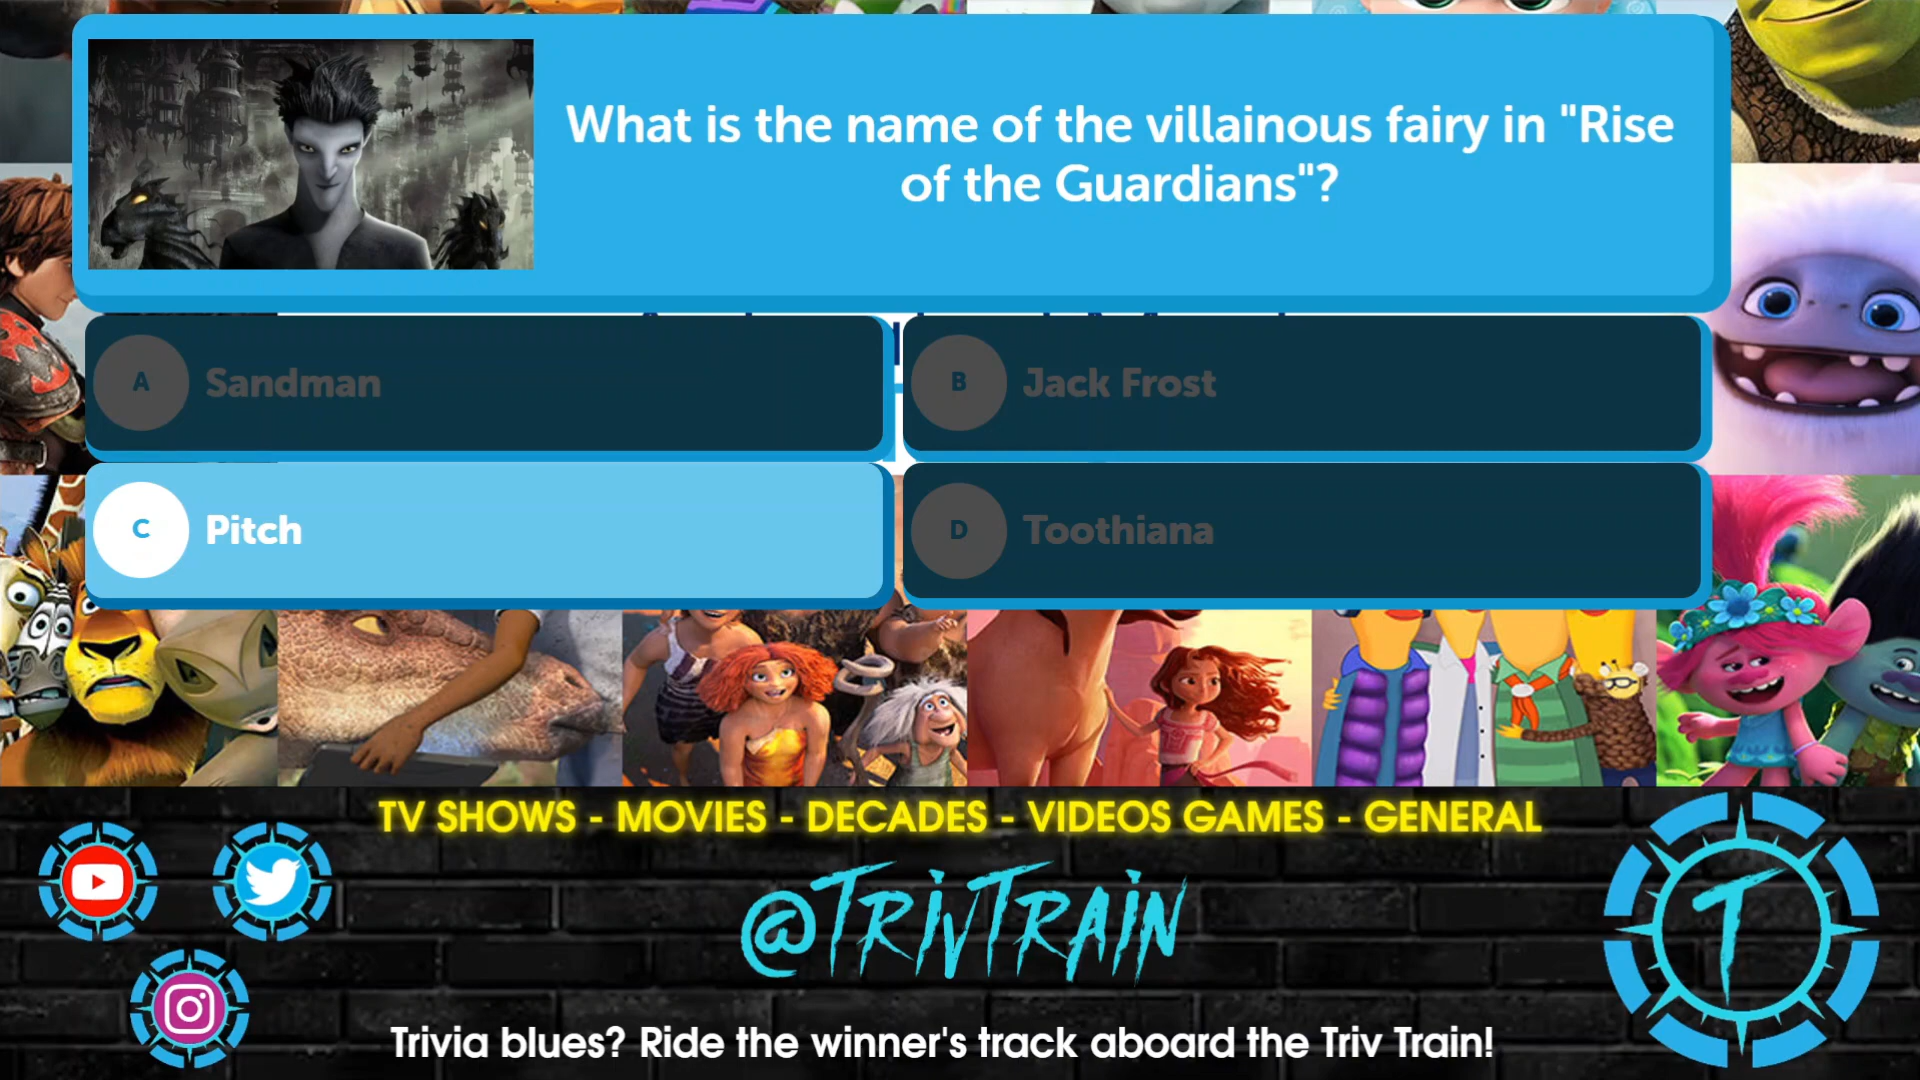 What is the name of the villainous fairy in "Rise
of the Guardians"?
A Sandman
B Jack Frost
C Pitch
D Toothiana
TV SHOWS - MOVIES - DECADES - VIDEOS GAMES - GENERAL
@TRIVTRAIN
T
Trivia blues? Ride the winner's track aboard the Triv Train!